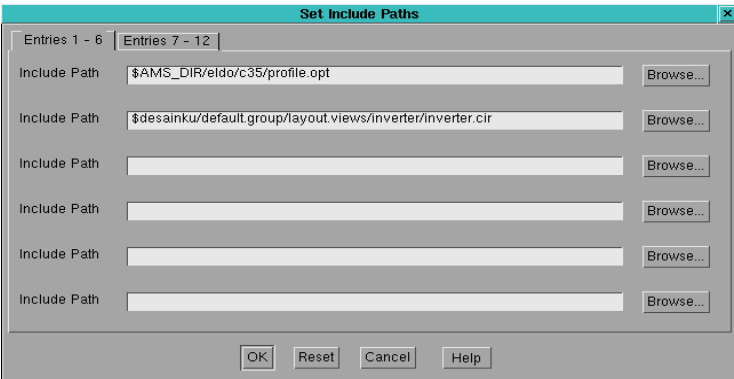 Set Include Paths
Entries 1 - 6 Entries 7 - 12
Include Path $AMS_DIR/eldo/c35/profile.opt Browse...
Include Path $desainku/default.group/layout.views/inverter/inverter.cir Browse...
Include Path Browse...
Include Path Browse...
Include Path Browse...
Include Path Browse...
OK Reset Cancel Help